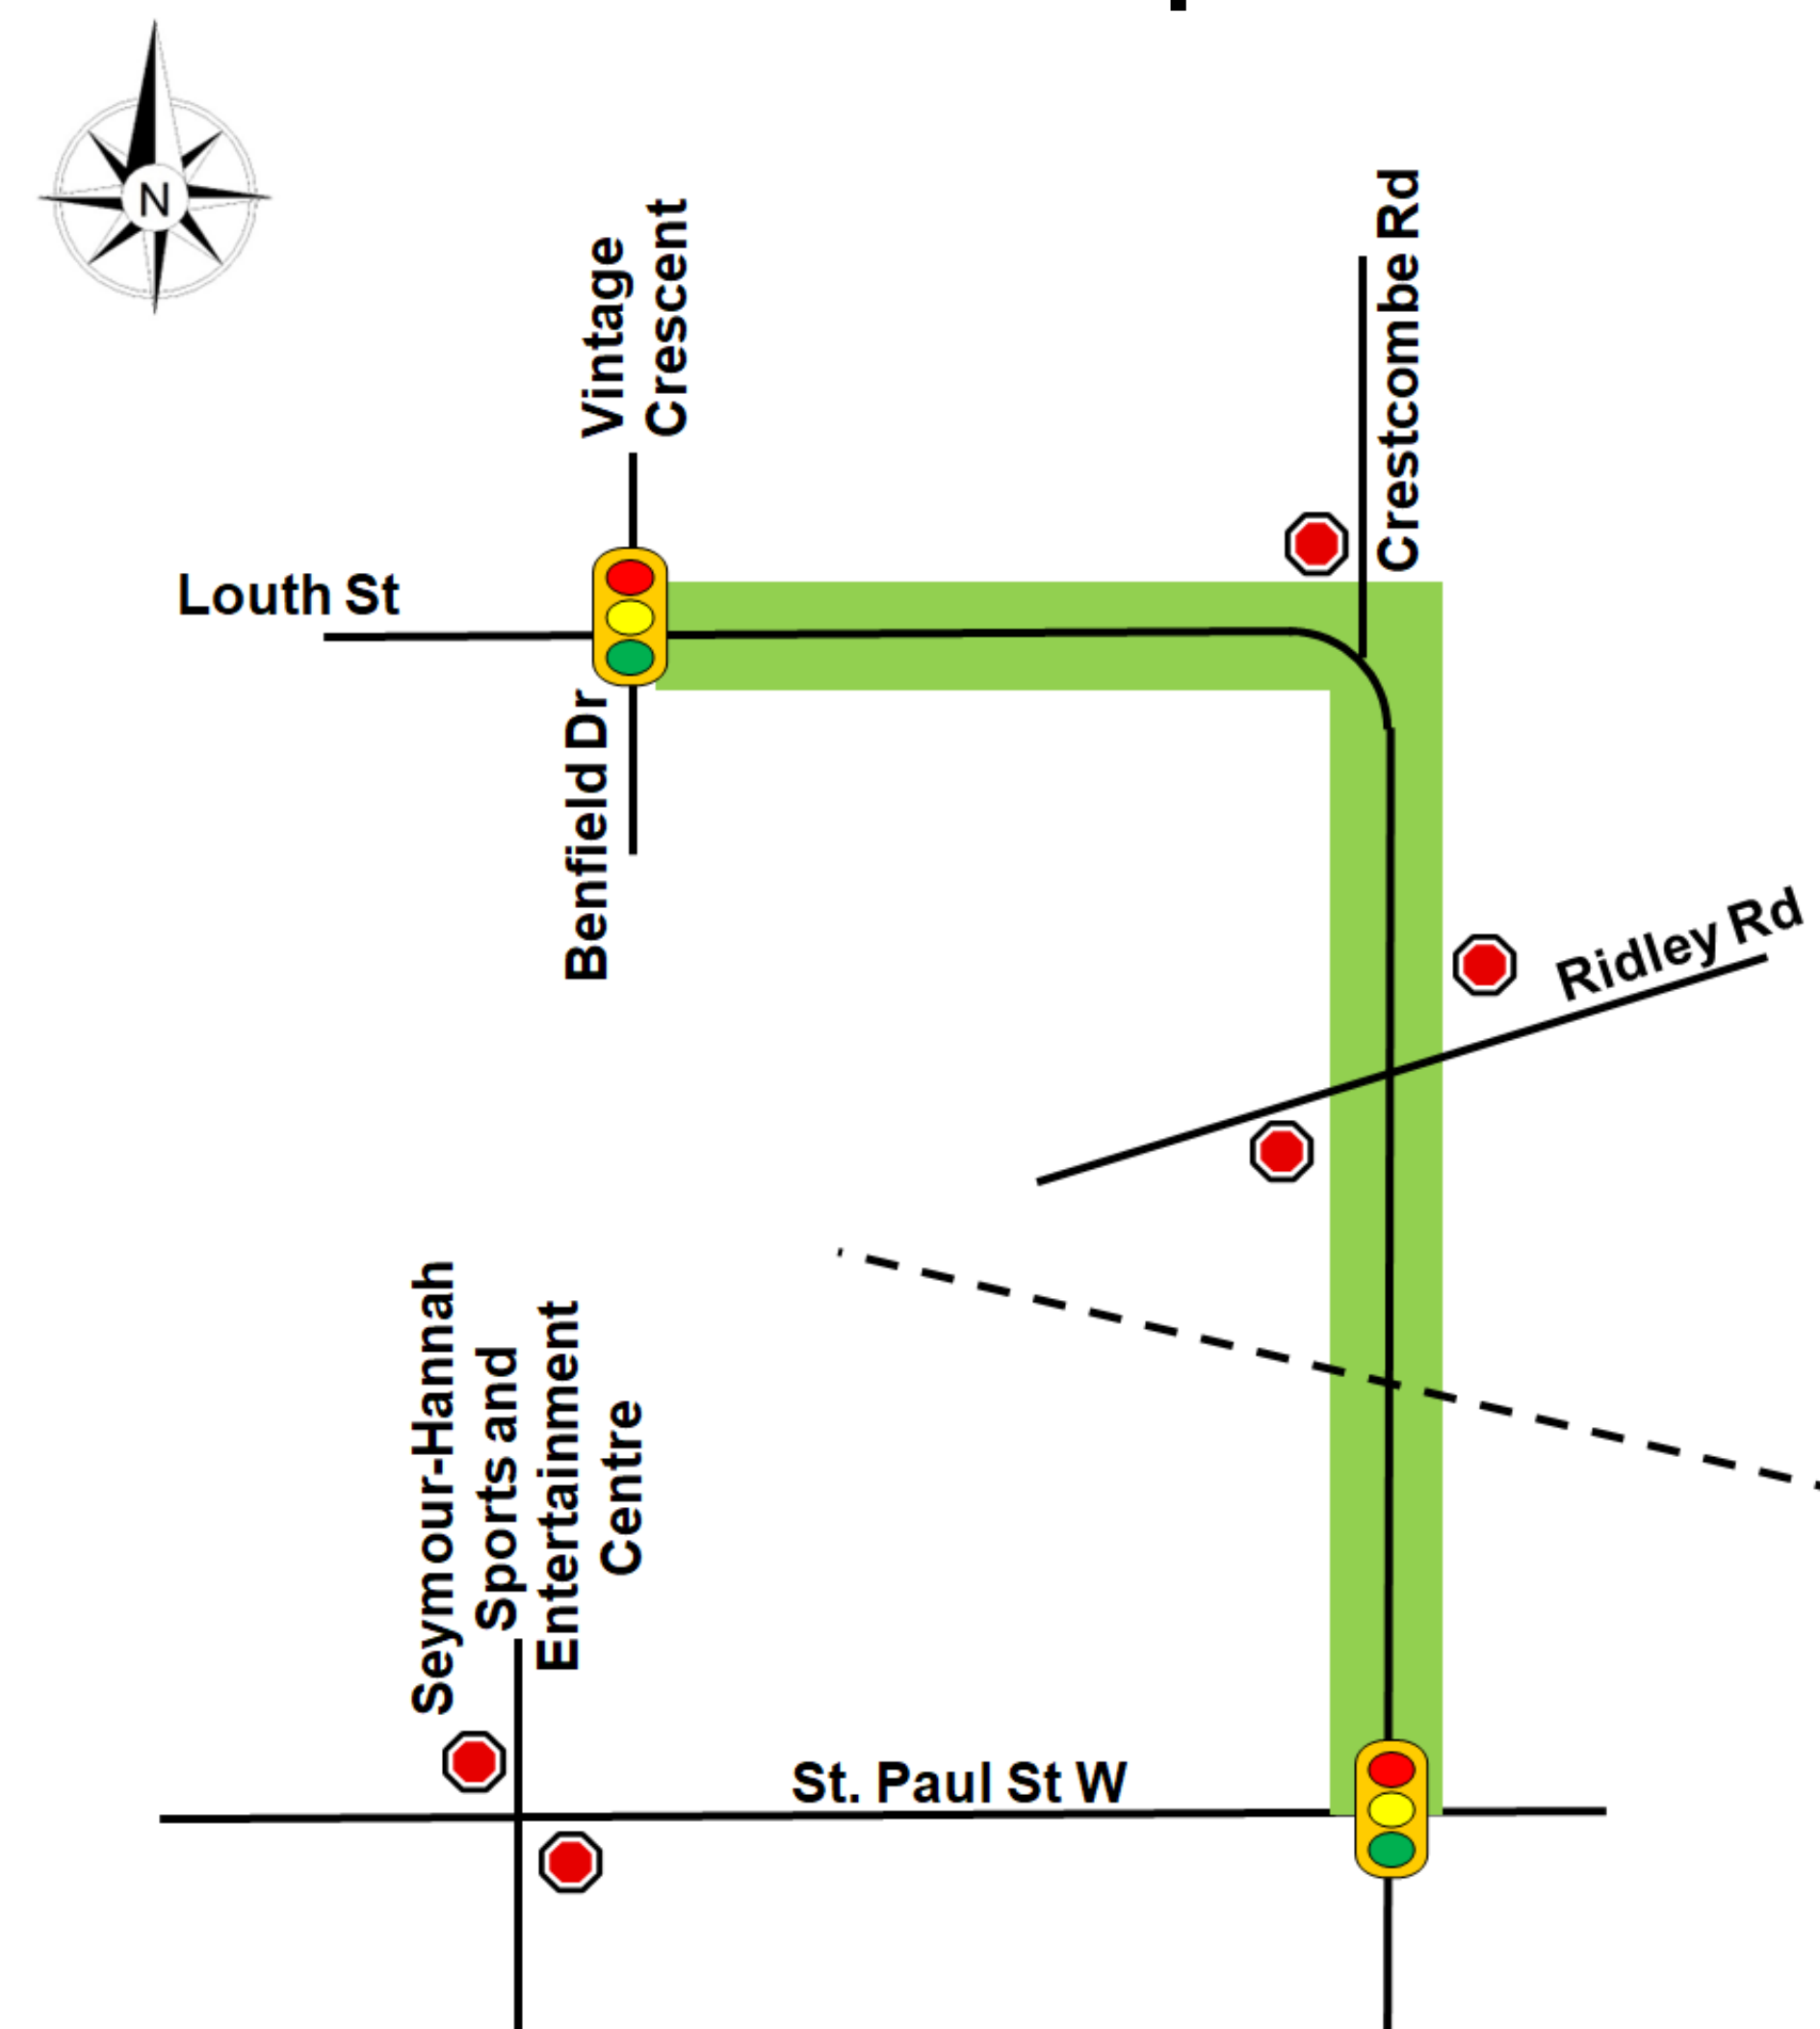 N
Vintage
Crescent
Crestcombe Rd
Louth St
Benfield Dr
Ridley Rd
Seymour-Hannah
Sports and
Entertainment
Centre
St. Paul St W